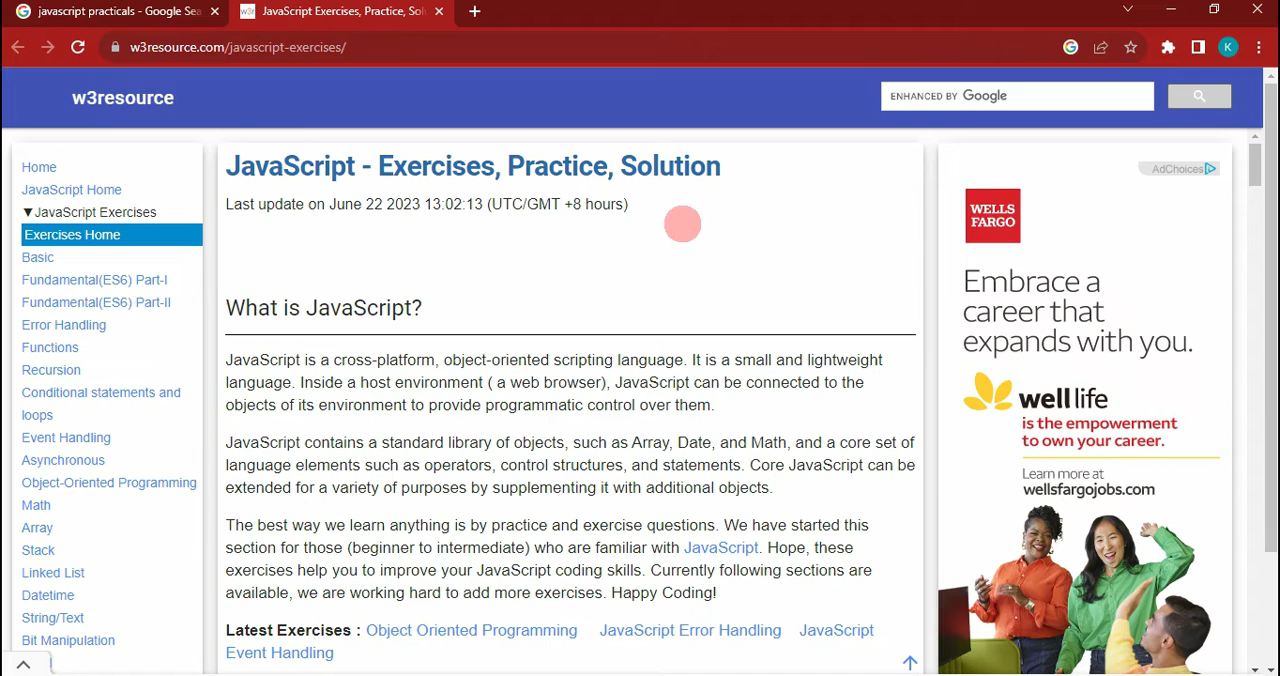 javascript practicals - Google Sea
JavaScript Exercises, Practice, Sol
w3resource.com/javascript-exercises/
K
w3resource
ENHANCED BY Google
Home
JavaScript Home
▼JavaScript Exercises
Exercises Home
Basic
Fundamental(ES6) Part-I
Fundamental(ES6) Part-II
Error Handling
Functions
Recursion
Conditional statements and
loops
Event Handling
Asynchronous
Object-Oriented Programming
Math
Array
Stack
Linked List
Datetime
String/Text
Bit Manipulation
JavaScript - Exercises, Practice, Solution
Last update on June 22 2023 13:02:13 (UTC/GMT +8 hours)
What is JavaScript?
JavaScript is a cross-platform, object-oriented scripting language. It is a small and lightweight
language. Inside a host environment ( a web browser), JavaScript can be connected to the
objects of its environment to provide programmatic control over them.
JavaScript contains a standard library of objects, such as Array, Date, and Math, and a core set of
language elements such as operators, control structures, and statements. Core JavaScript can be
extended for a variety of purposes by supplementing it with additional objects.
The best way we learn anything is by practice and exercise questions. We have started this
section for those (beginner to intermediate) who are familiar with JavaScript. Hope, these
exercises help you to improve your JavaScript coding skills. Currently following sections are
available, we are working hard to add more exercises. Happy Coding!
Latest Exercises : Object Oriented Programming JavaScript Error Handling JavaScript
Event Handling
AdChoices
WELLS
FARGO
Embrace a
career that
expands with you.
well life
is the empowerment
to own your career.
Learn more at
wellsfargojobs.com